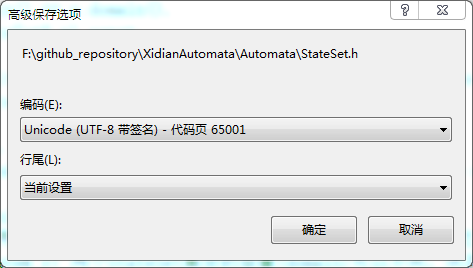 高级保存选项
F:\github_repository\XidianAutomata\Automata\StateSet.h
编码(E):
Unicode (UTF-8 带签名) - 代码页 65001
行尾(L):
当前设置
确定 取消